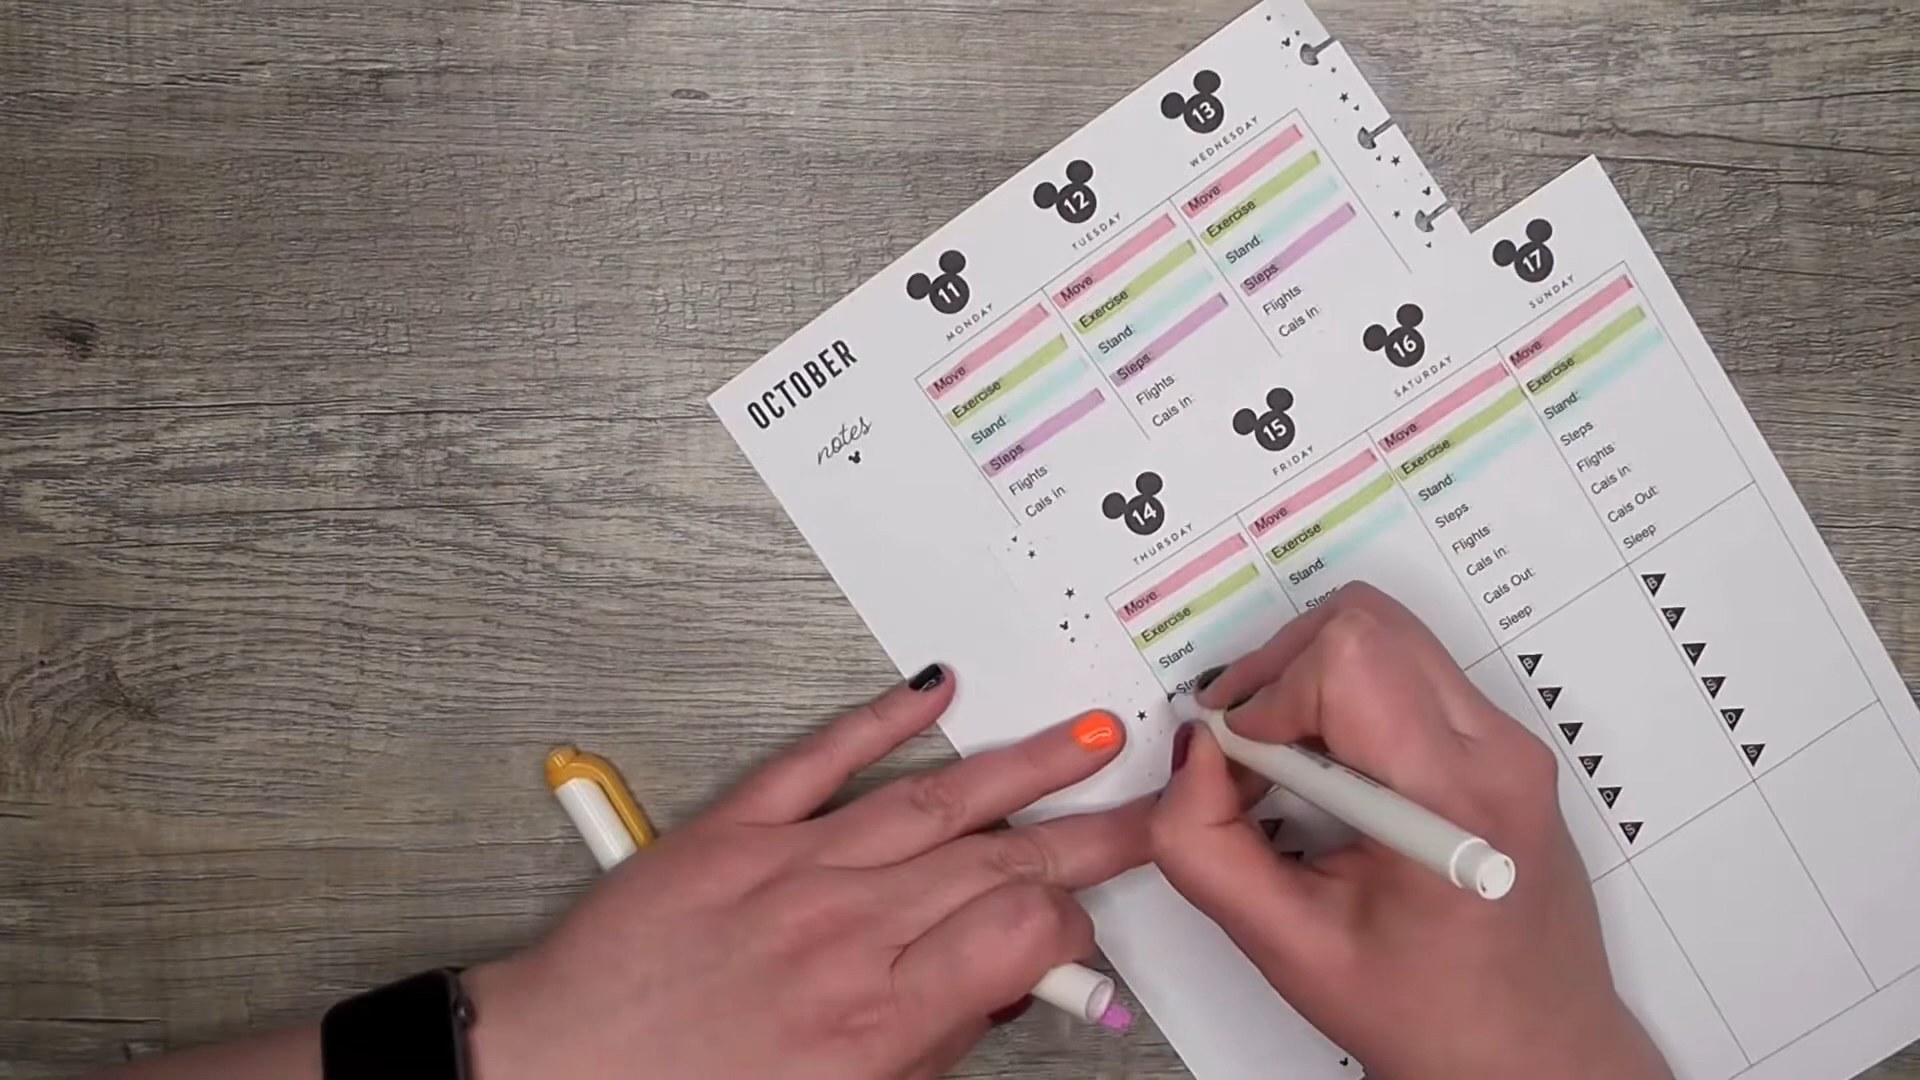 OCTOBER
notes
11
MONDAY
Move
Exercise
Stand:
Steps
Flights:
Cals in:
12
TUESDAY
Move
Exercise
Stand:
Steps:
Flights:
Cals in:
13
WEDNESDAY
Move
Exercise
Stand:
Steps
Flights
Cals in:
14
THURSDAY
Move
Exercise
Stand:
15
FRIDAY
Move
Exercise
Stand:
Steps
16
SATURDAY
Move
Exercise
Stand:
Steps
Flights:
Cals in:
Cals Out:
Sleep
B
S
L
S
D
S
17
SUNDAY
Move
Exercise
Stand:
Steps
Flights:
Cals in:
Cals Out:
Sleep
B
S
L
S
D
S